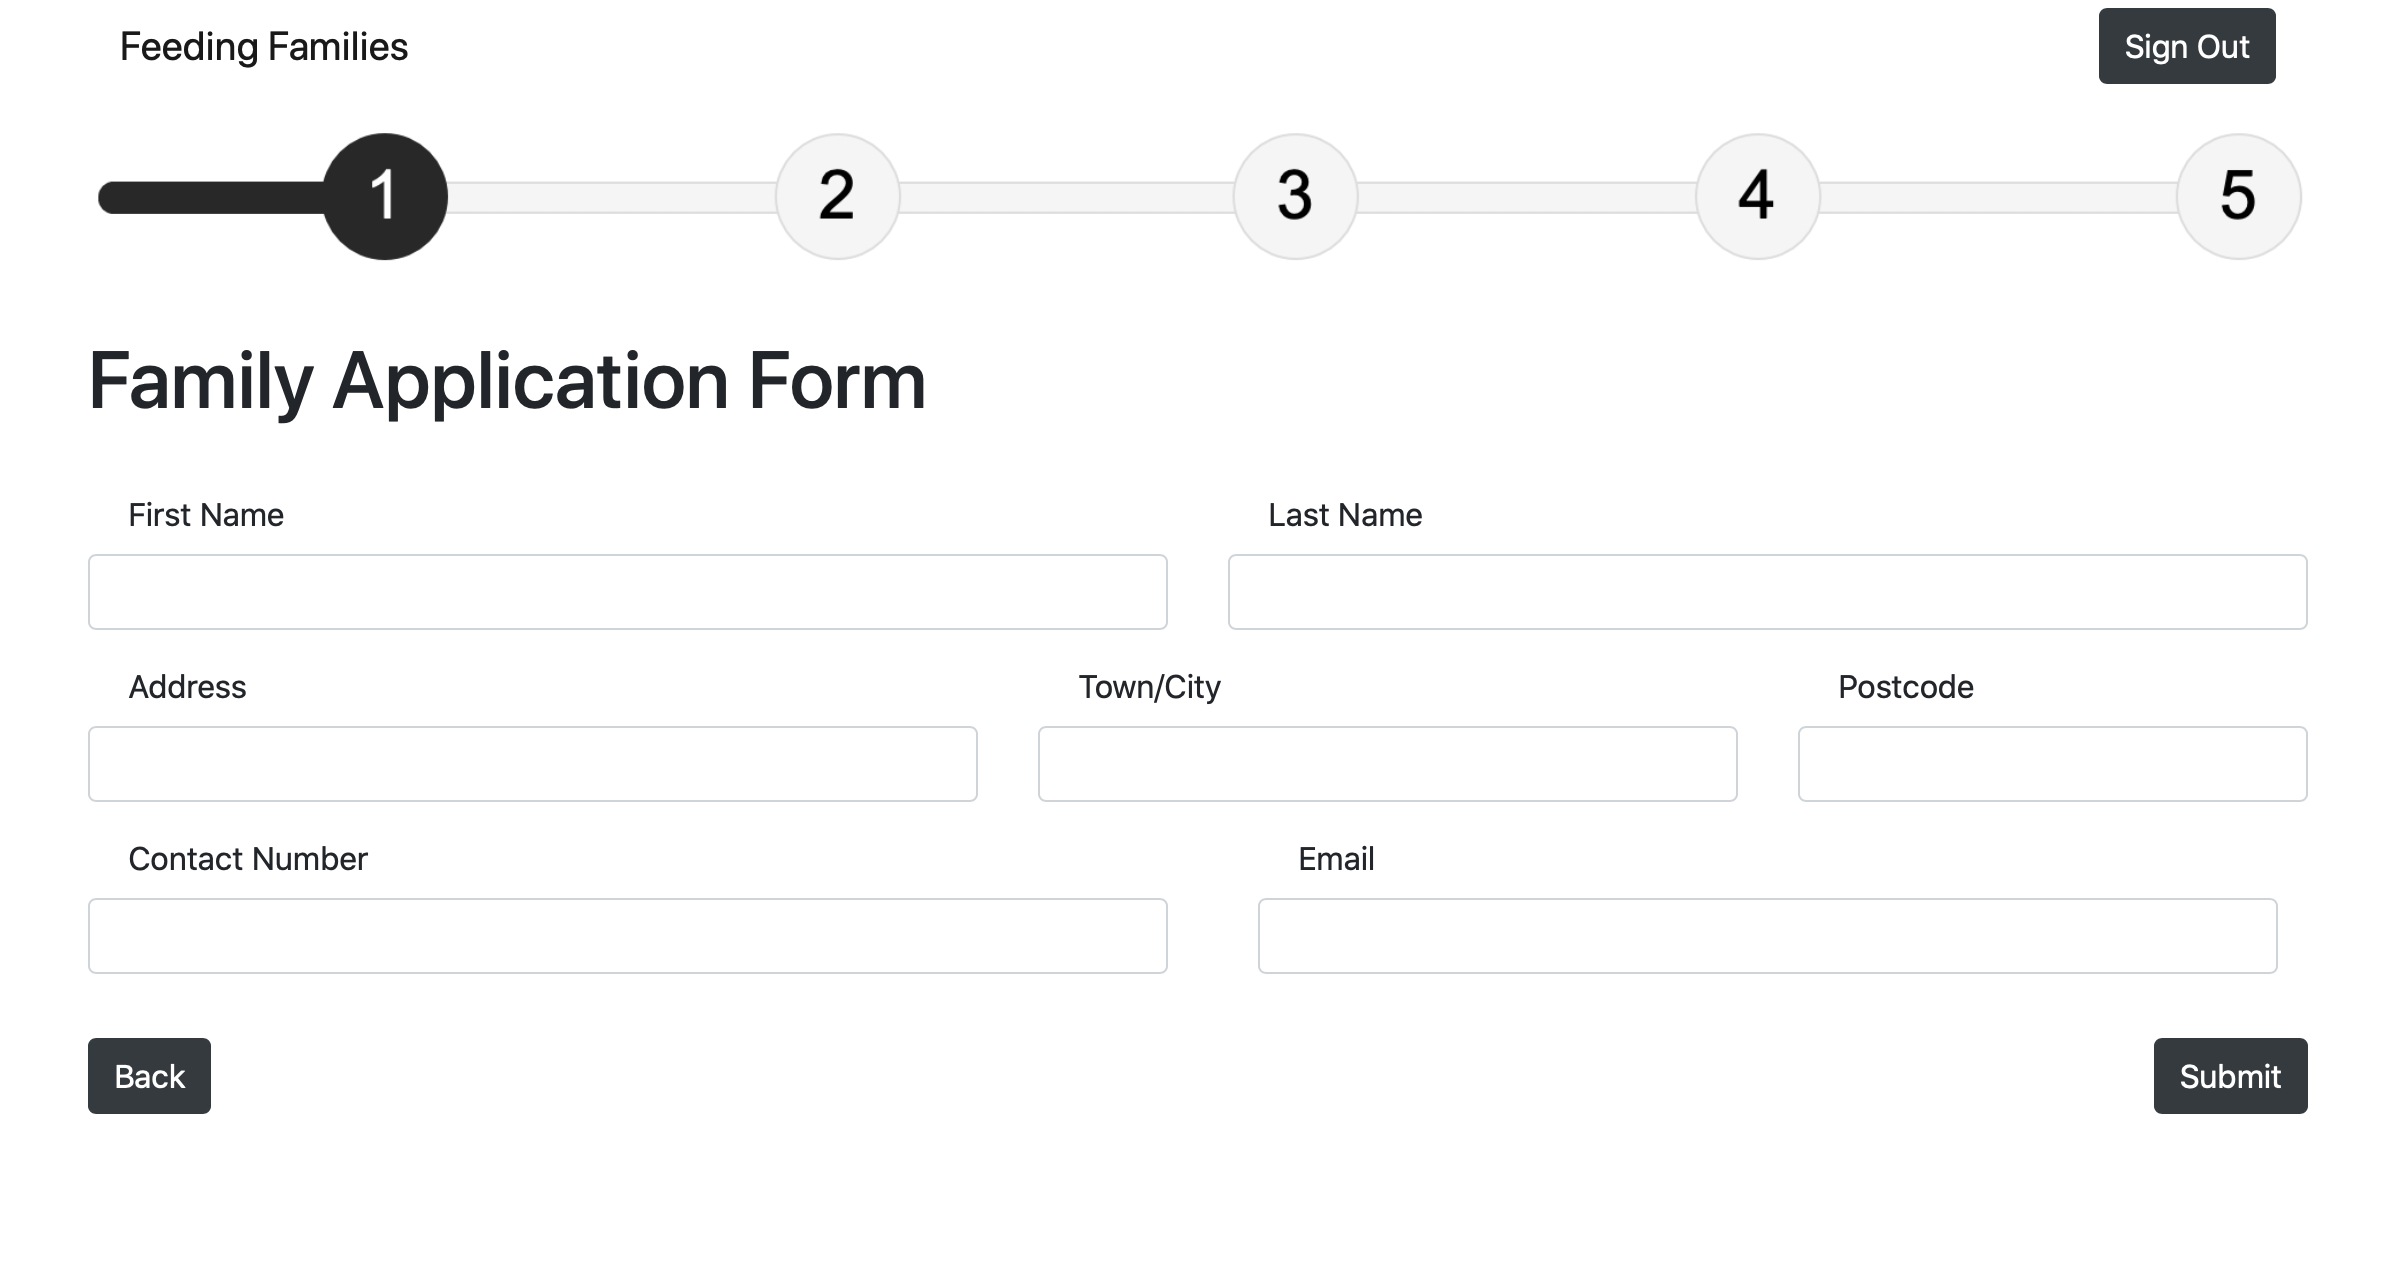 Feeding Families
Sign Out
1 2 3 4 5
Family Application Form
First Name Last Name
Address Town/City Postcode
Contact Number Email
Back Submit